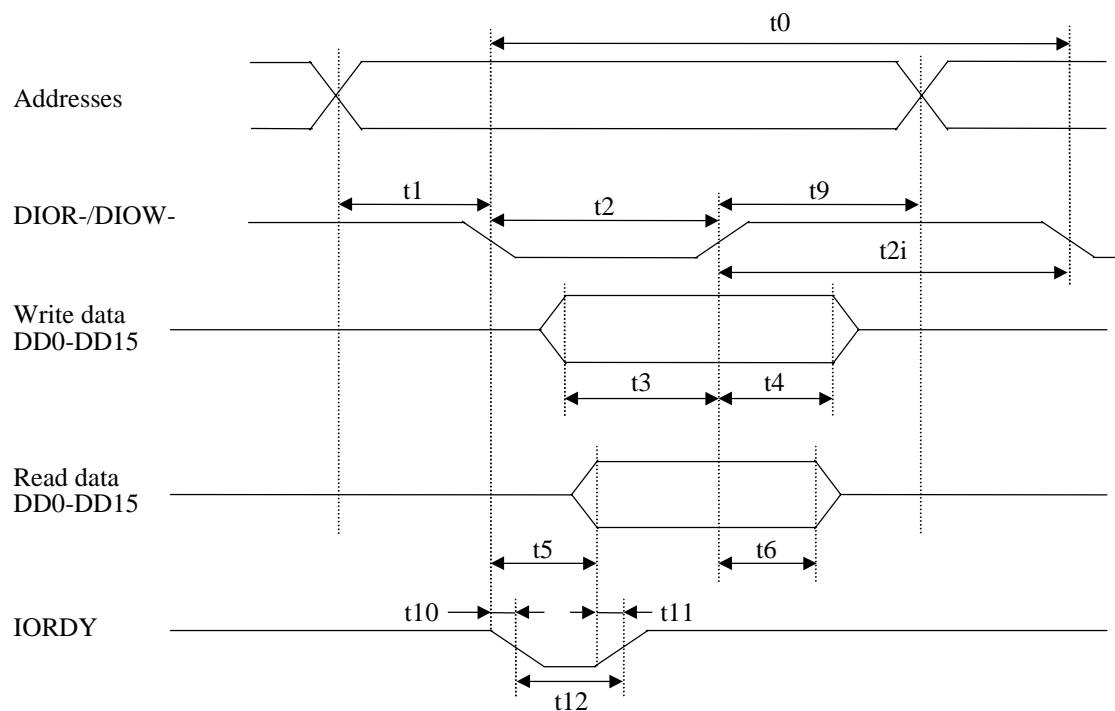 t0
Addresses
t1
t2
t9
DIOR-/DIOW-
t2i
Write data
DD0-DD15
t3
t4
Read data
DD0-DD15
t5
t6
t10
t11
IORDY
t12